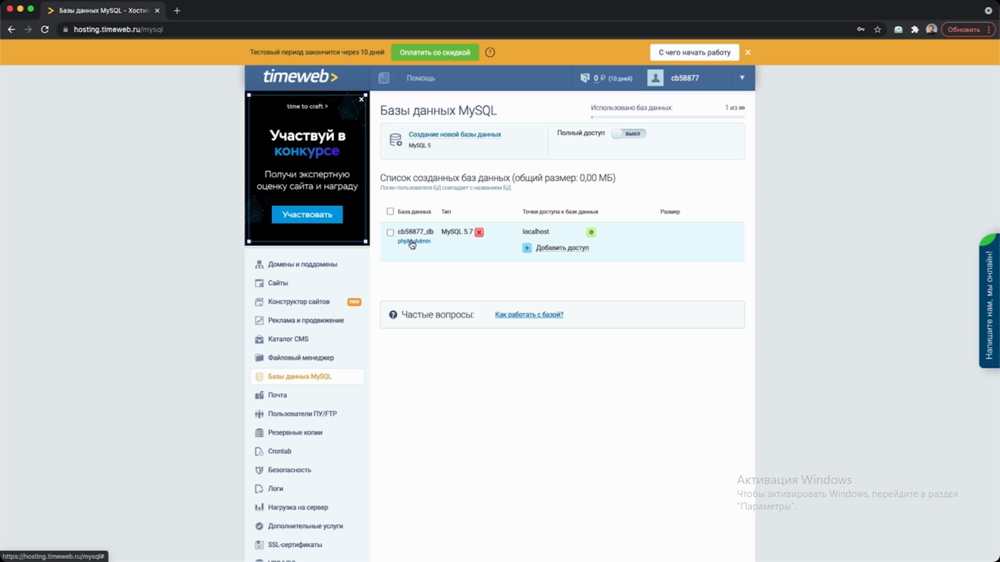 Базы данных MySQL - Хостин
hosting.timeweb.ru/mysql
Обновить
Тестовый период закончится через 10 дней
Оплатить со скидкой
?
С чего начать работу
timeweb>
Помощь
0 ₽ (10 дней)
cb58877
time to craft >
Участвуй в
конкурсе
Получи экспертную
оценку сайта и награду
Участвовать
Домены и поддомены
Сайты
Конструктор сайтов
new
Реклама и продвижение
Каталог CMS
Файловый менеджер
Базы данных MySQL
Почта
Пользователи ПУ/FTP
Резервные копии
Crontab
Безопасность
Логи
Нагрузка на сервер
Дополнительные услуги
SSL-сертификаты
Базы данных MySQL
Использовано баз данных:
1 из ∞
Создание новой базы данных
MySQL 5
Полный доступ
выкл
Список созданных баз данных (общий размер: 0,00 МБ)
Логин пользователя БД совпадает с названием БД
База данных Тип Точки доступа к базе данных Размер
cb58877_db MySQL 5.7 localhost
phpMyAdmin
+ Добавить доступ
? Частые вопросы: Как работать с базой?
Напишите нам, мы онлайн!
Активация Windows
Чтобы активировать Windows, перейдите в раздел
"Параметры".
https://hosting.timeweb.ru/mysql#